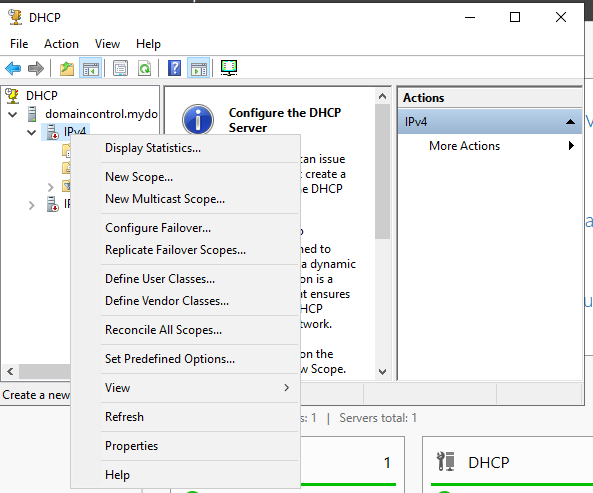 DHCP
File Action View Help
DHCP
domaincontrol.mydo
IPv4
Display Statistics...
New Scope...
New Multicast Scope...
Configure Failover...
Replicate Failover Scopes...
Define User Classes...
Define Vendor Classes...
Reconcile All Scopes...
Set Predefined Options...
View
Refresh
Properties
Help
Configure the DHCP
Server
can issue
create a
DHCP
to
a dynamic
on is a
at ensures
HCP
twork.
on the
w Scope.
Actions
IPv4
More Actions
Create a new
s: 1 | Servers total: 1
1
DHCP